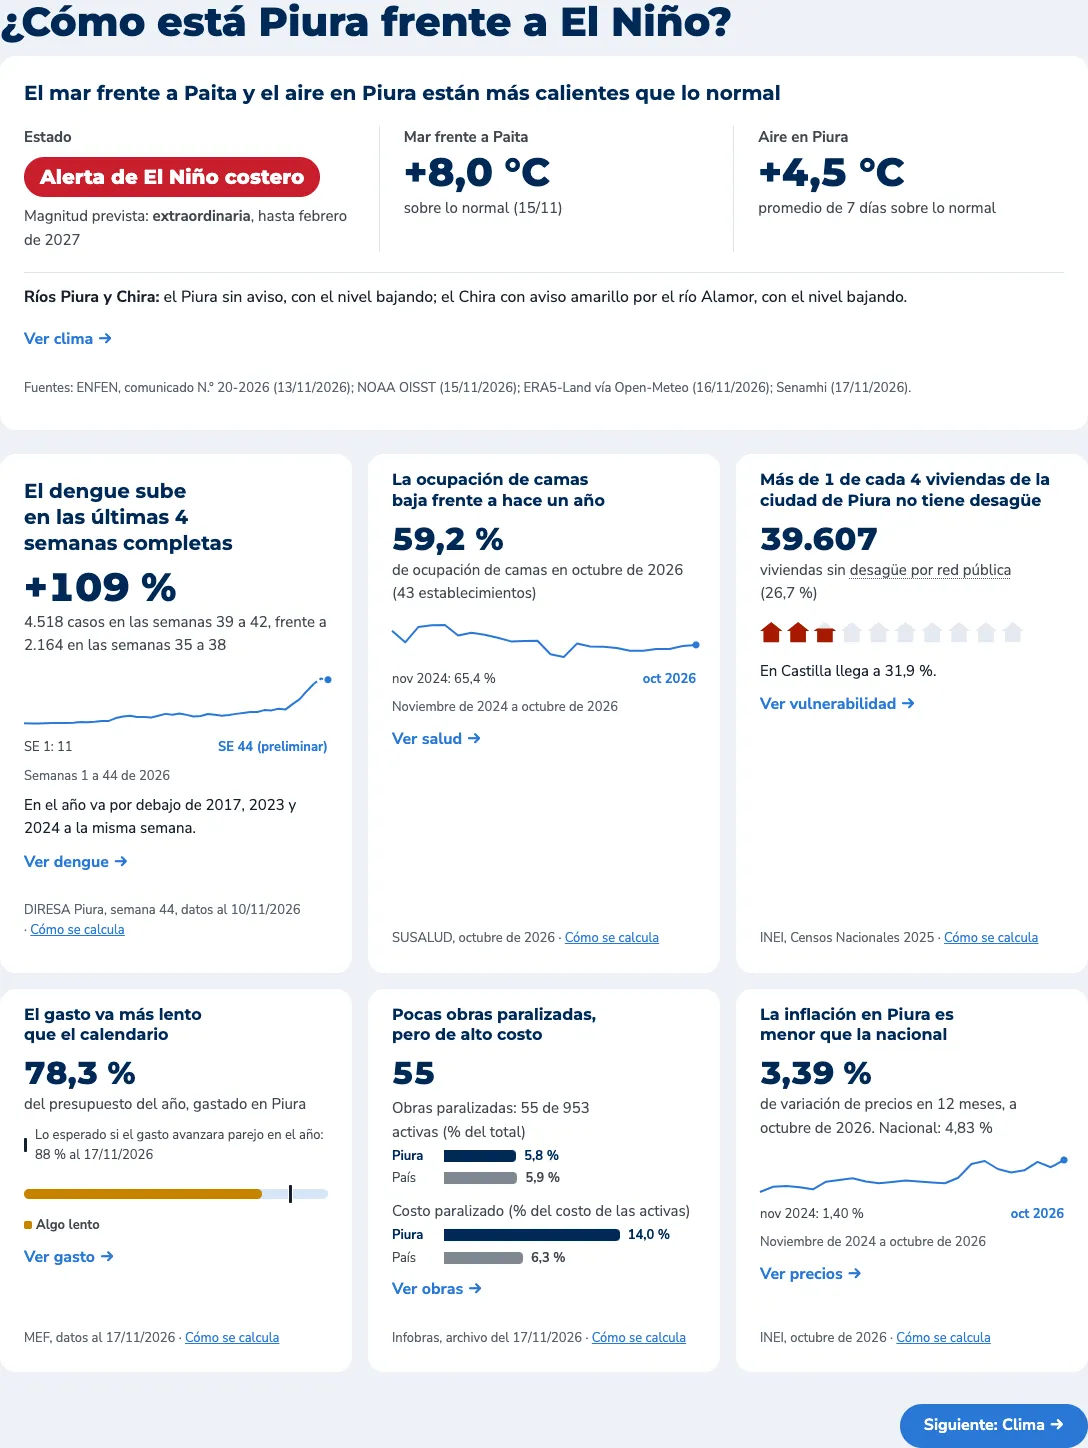 ¿Cómo está Piura frente a El Niño?
El mar frente a Paita y el aire en Piura están más calientes que lo normal
Estado
Alerta de El Niño costero
Magnitud prevista: extraordinaria, hasta febrero
de 2027
Mar frente a Paita
+8,0 °C
sobre lo normal (15/11)
Aire en Piura
+4,5 °C
promedio de 7 días sobre lo normal
Ríos Piura y Chira: el Piura sin aviso, con el nivel bajando; el Chira con aviso amarillo por el río Alamor, con el nivel bajando.
Ver clima →
Fuentes: ENFEN, comunicado N.° 20-2026 (13/11/2026); NOAA OISST (15/11/2026); ERA5-Land vía Open-Meteo (16/11/2026); Senamhi (17/11/2026).
El dengue sube
en las últimas 4
semanas completas
+109 %
4.518 casos en las semanas 39 a 42, frente a
2.164 en las semanas 35 a 38
SE 1: 11
SE 44 (preliminar)
Semanas 1 a 44 de 2026
En el año va por debajo de 2017, 2023 y
2024 a la misma semana.
Ver dengue →
DIRESA Piura, semana 44, datos al 10/11/2026
· Cómo se calcula
La ocupación de camas
baja frente a hace un año
59,2 %
de ocupación de camas en octubre de 2026
(43 establecimientos)
nov 2024: 65,4 %
oct 2026
Noviembre de 2024 a octubre de 2026
Ver salud →
SUSALUD, octubre de 2026 · Cómo se calcula
Más de 1 de cada 4 viviendas de la
ciudad de Piura no tiene desagüe
39.607
viviendas sin desagüe por red pública
(26,7 %)
En Castilla llega a 31,9 %.
Ver vulnerabilidad →
INEI, Censos Nacionales 2025 · Cómo se calcula
El gasto va más lento
que el calendario
78,3 %
del presupuesto del año, gastado en Piura
Lo esperado si el gasto avanzara parejo en el año:
88 % al 17/11/2026
Algo lento
Ver gasto →
MEF, datos al 17/11/2026 · Cómo se calcula
Pocas obras paralizadas,
pero de alto costo
55
Obras paralizadas: 55 de 953
activas (% del total)
Piura 5,8 %
País 5,9 %
Costo paralizado (% del costo de las activas)
Piura 14,0 %
País 6,3 %
Ver obras →
Infobras, archivo del 17/11/2026 · Cómo se calcula
La inflación en Piura es
menor que la nacional
3,39 %
de variación de precios en 12 meses, a
octubre de 2026. Nacional: 4,83 %
nov 2024: 1,40 %
oct 2026
Noviembre de 2024 a octubre de 2026
Ver precios →
INEI, octubre de 2026 · Cómo se calcula
Siguiente: Clima →